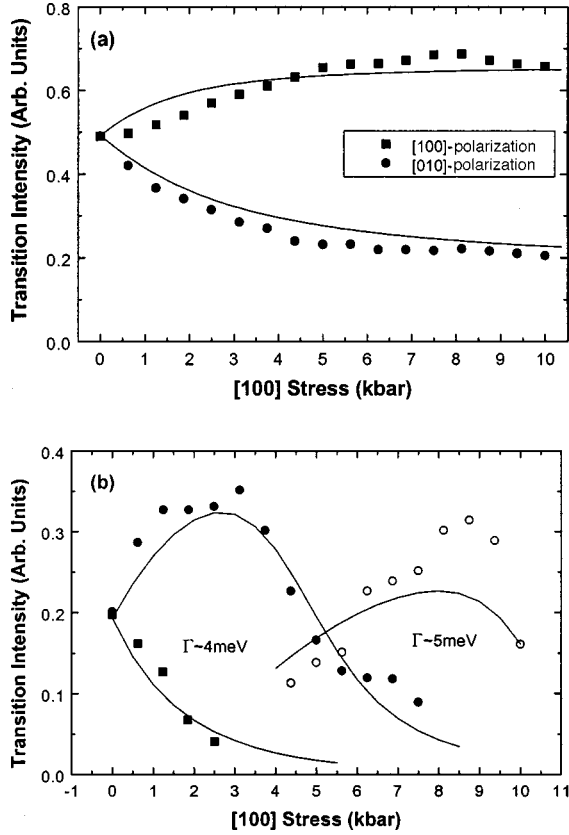 (a)
Transition Intensity (Arb. Units)
0.8
0.6
0.4
0.2
0.0
[100]-polarization
[010]-polarization
0 1 2 3 4 5 6 7 8 9 10
[100] Stress (kbar)
(b)
Transition Intensity (Arb. Units)
0.4
0.3
0.2
0.1
0.0
Γ~4meV
Γ~5meV
-1 0 1 2 3 4 5 6 7 8 9 10 11
[100] Stress (kbar)